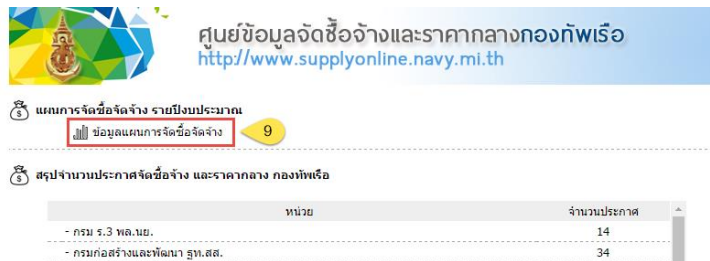 ศูนย์ข้อมูลจัดซื้อจ้างและราคากลางกองทัพเรือ
http://www.supplyonline.navy.mi.th
แผนการจัดซื้อจัดจ้าง รายปีงบประมาณ
ข้อมูลแผนการจัดซื้อจัดจ้าง 9
สรุปจำนวนประกาศจัดซื้อจ้าง และราคากลาง กองทัพเรือ
หน่วย จำนวนประกาศ
- กรม ร.3 พล.นย. 14
- กรมก่อสร้างและพัฒนา ฐท.สส. 34